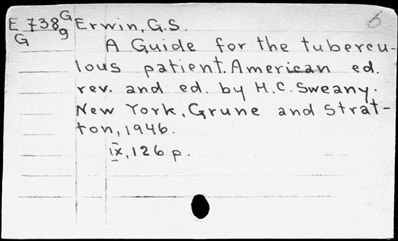 E 738 G Erwin, G.S. 6
G 9
A Guide for the tubercu-
lous patient. American ed.
rev. and ed. by H.C. Sweany.
New York, Grune and Strat-
ton, 1946.
ix, 126 p.